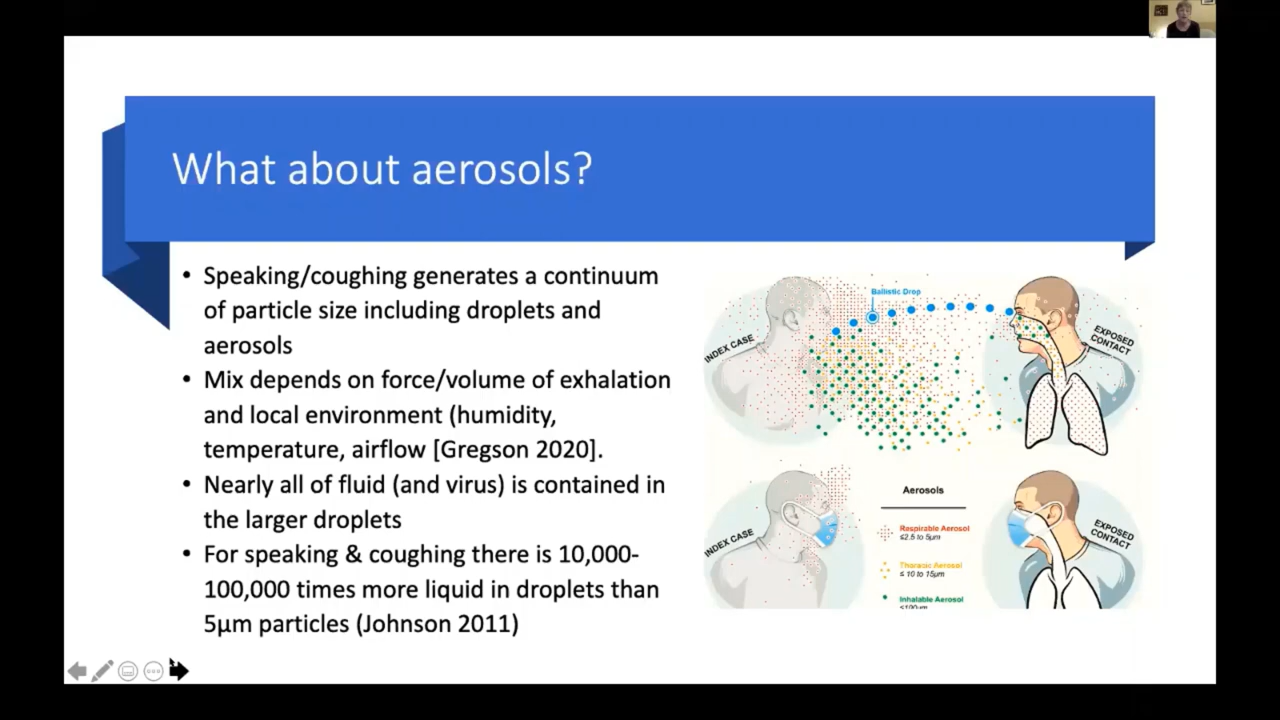 What about aerosols?
• Speaking/coughing generates a continuum
of particle size including droplets and
aerosols
• Mix depends on force/volume of exhalation
and local environment (humidity,
temperature, airflow [Gregson 2020].
• Nearly all of fluid (and virus) is contained in
the larger droplets
• For speaking & coughing there is 10,000-
100,000 times more liquid in droplets than
5µm particles (Johnson 2011)
Ballistic Drop
INDEX CASE
EXPOSED
CONTACT
INDEX CASE
Aerosols
Respirable Aerosol
≤2.5 to 5µm
Thoracic Aerosol
≤ 10 to 15µm
Inhalable Aerosol
≤100µm
EXPOSED
CONTACT